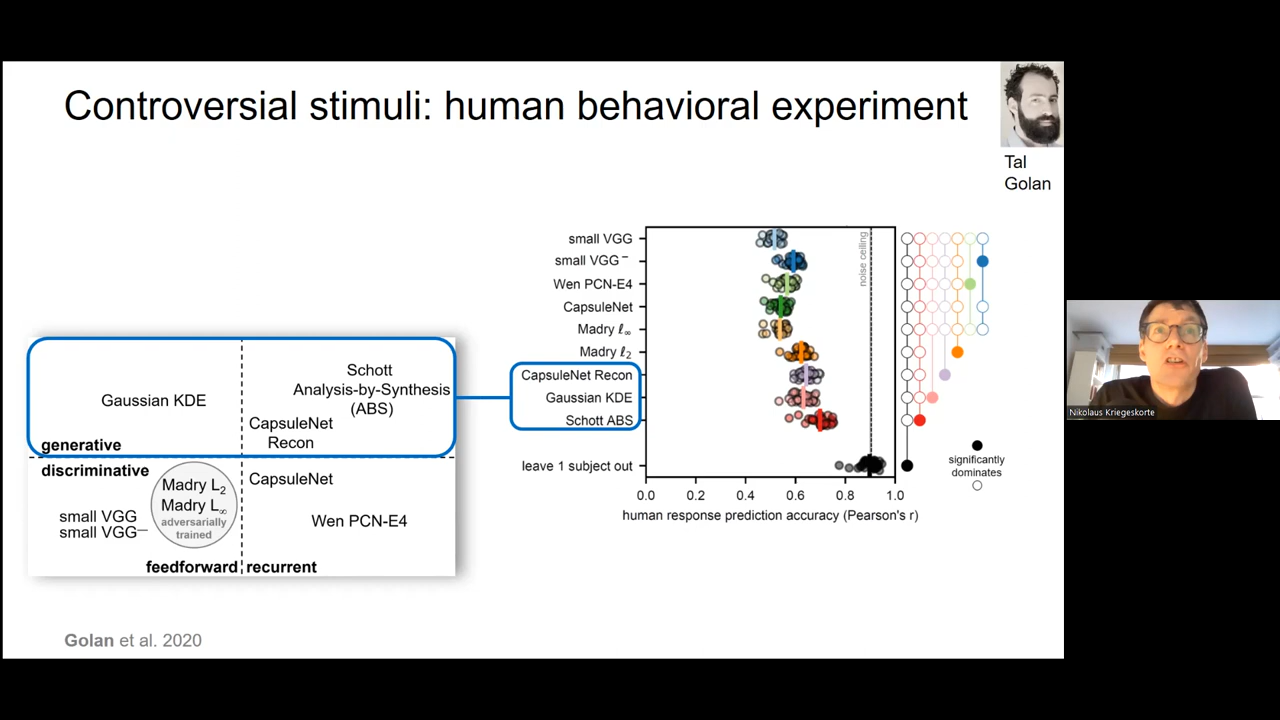 Controversial stimuli: human behavioral experiment
Tal
Golan
Gaussian KDE
Schott
Analysis-by-Synthesis
(ABS)
CapsuleNet
Recon
generative
discriminative
Madry L₂
Madry L∞
adversarially
trained
small VGG
small VGG⁻
CapsuleNet
Wen PCN-E4
feedforward
recurrent
small VGG
small VGG⁻
Wen PCN-E4
CapsuleNet
Madry ℓ∞
Madry ℓ₂
CapsuleNet Recon
Gaussian KDE
Schott ABS
leave 1 subject out
noise ceiling
0.0 0.2 0.4 0.6 0.8 1.0
human response prediction accuracy (Pearson's r)
significantly
dominates
Golan et al. 2020
Nikolaus Kriegeskorte